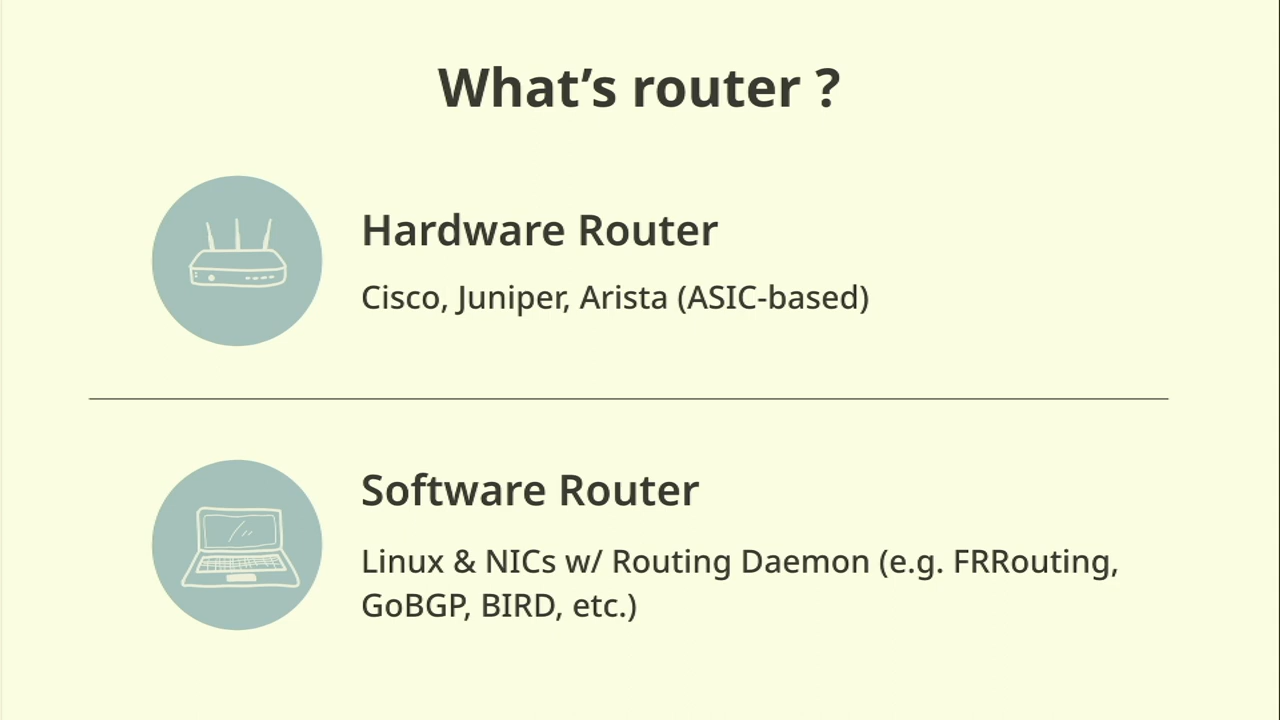 What’s router ?
Hardware Router
Cisco, Juniper, Arista (ASIC-based)
Software Router
Linux & NICs w/ Routing Daemon (e.g. FRRouting,
GoBGP, BIRD, etc.)